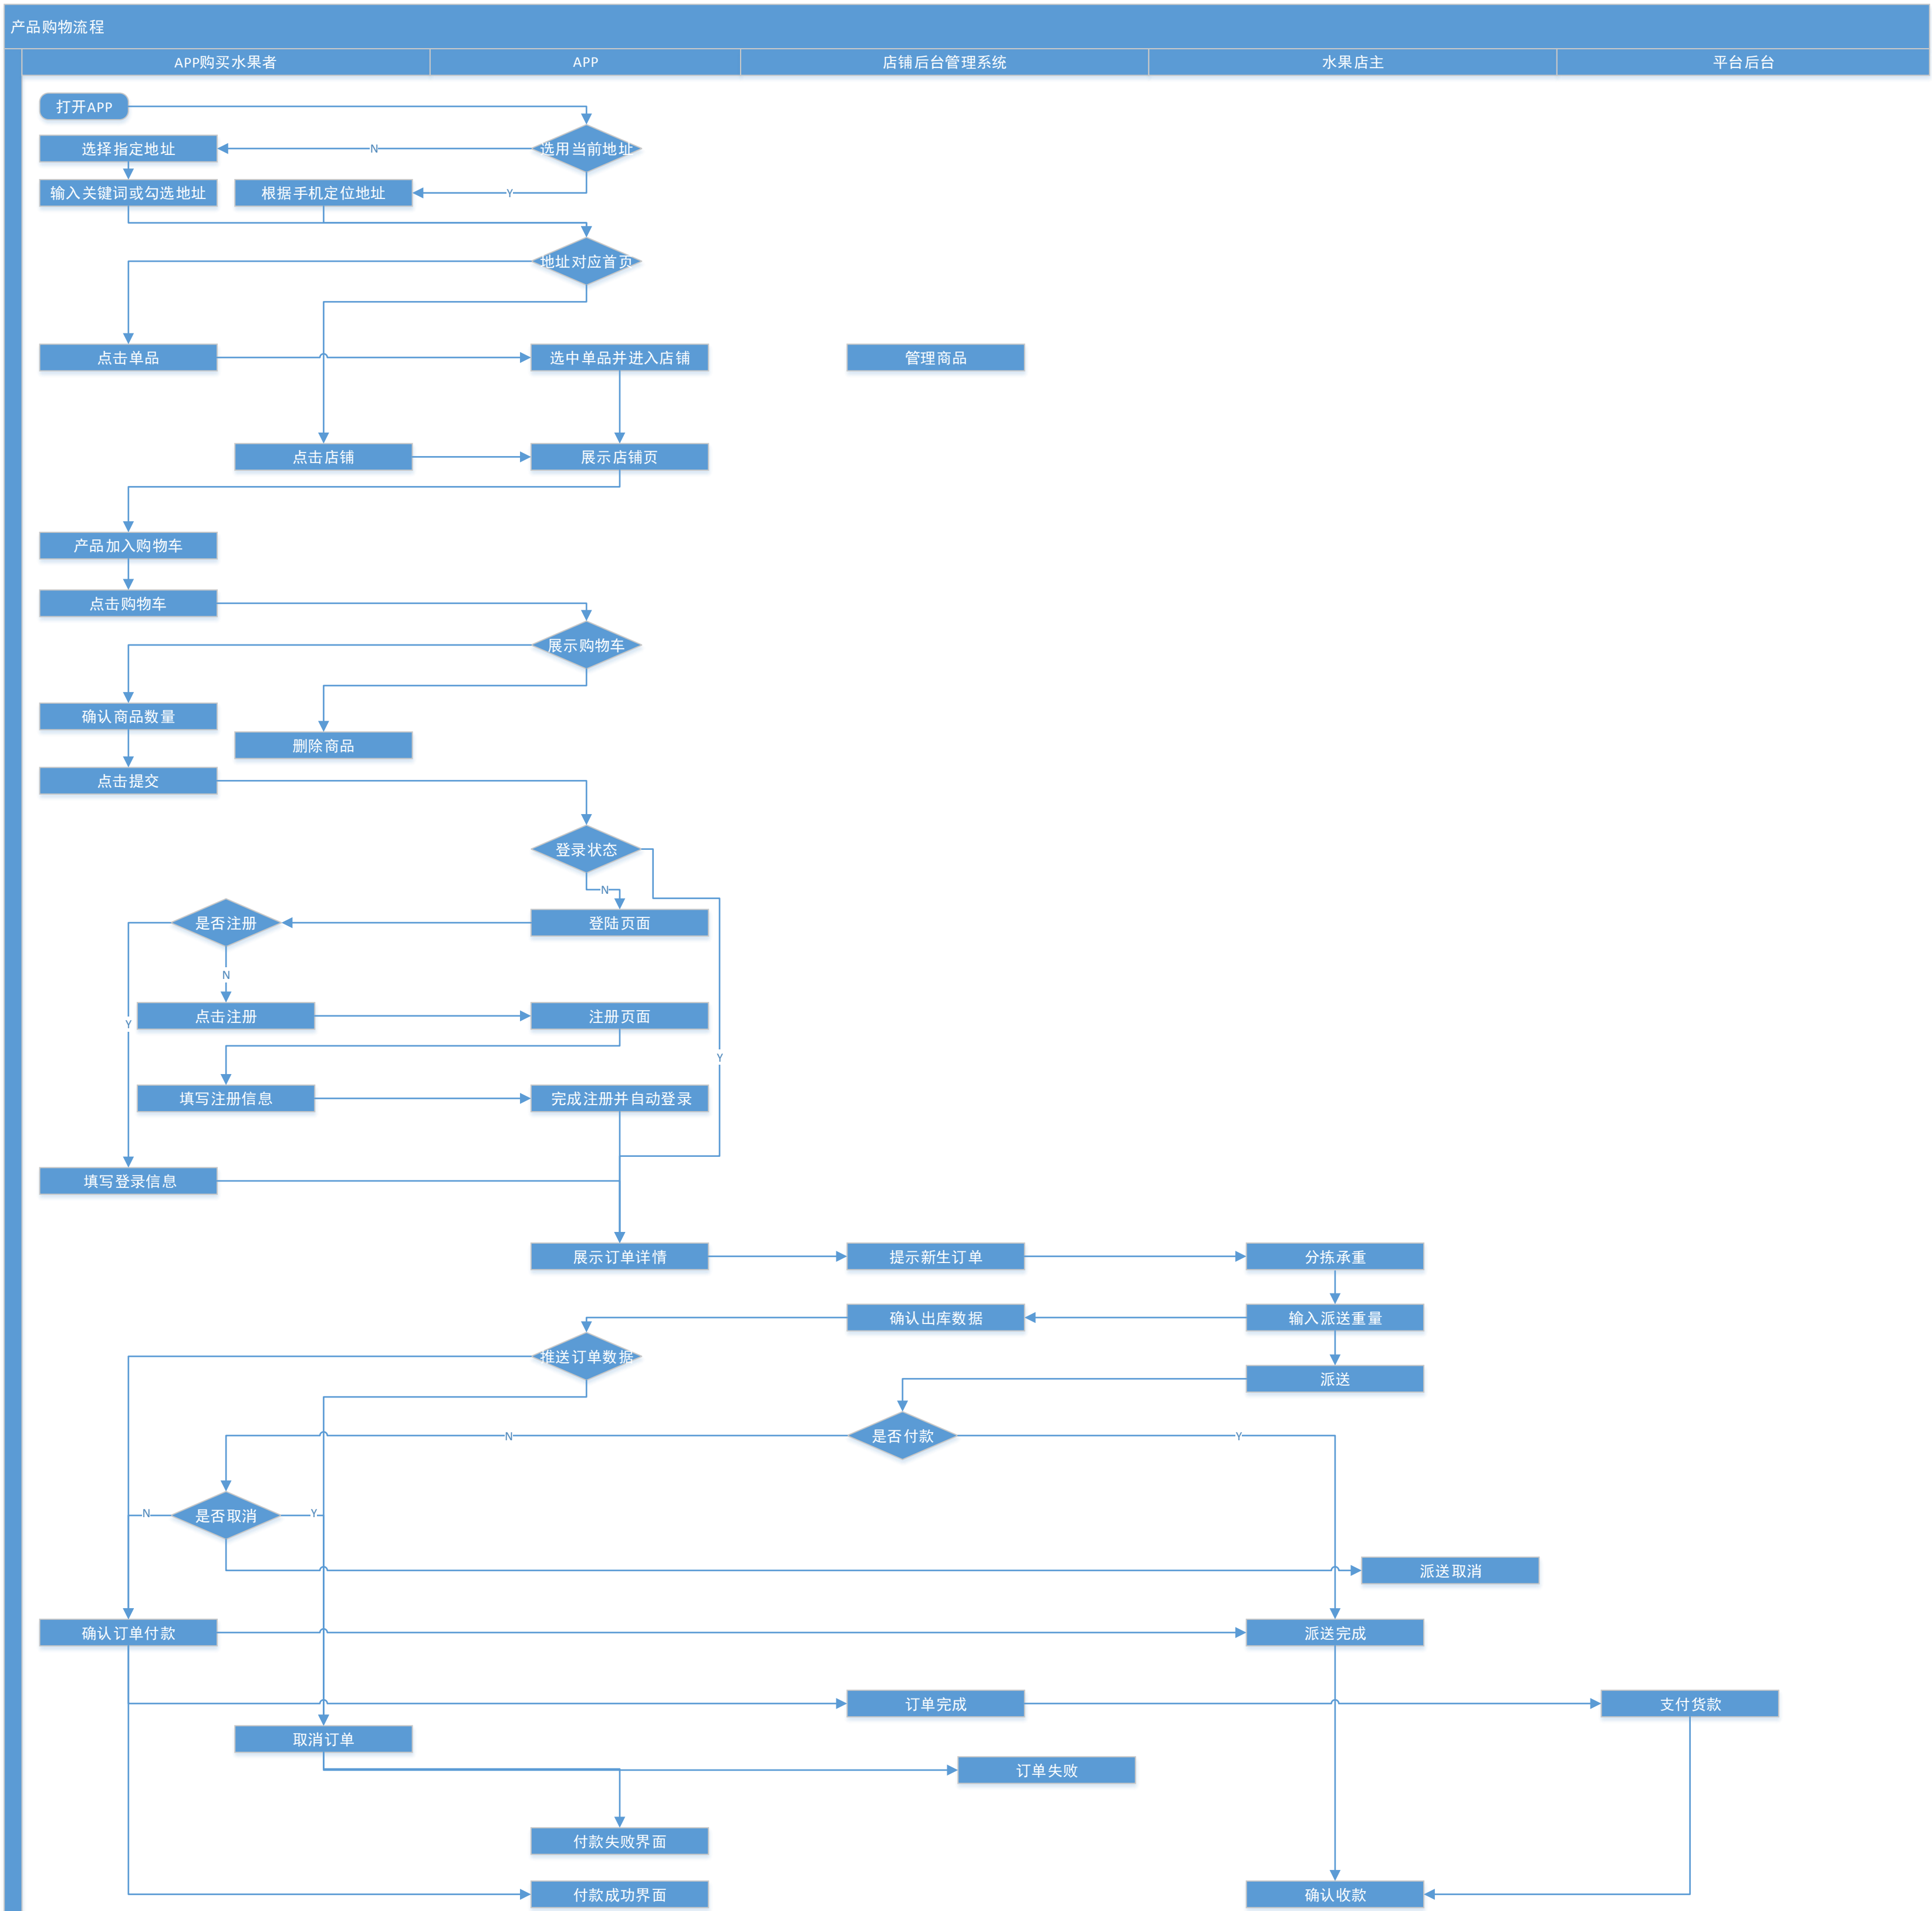 产品购物流程
APP购买水果者
APP
店铺后台管理系统
水果店主
平台后台
打开APP
选用当前地址
N
选择指定地址
输入关键词或勾选地址
根据手机定位地址
Y
地址对应首页
点击单品
选中单品并进入店铺
管理商品
点击店铺
展示店铺页
产品加入购物车
点击购物车
展示购物车
确认商品数量
删除商品
点击提交
登录状态
N
是否注册
登陆页面
N
点击注册
注册页面
Y
Y
填写注册信息
完成注册并自动登录
填写登录信息
展示订单详情
提示新生订单
分拣承重
确认出库数据
输入派送重量
推送订单数据
派送
N
是否付款
Y
N
是否取消
Y
派送取消
确认订单付款
派送完成
订单完成
支付货款
取消订单
订单失败
付款失败界面
付款成功界面
确认收款